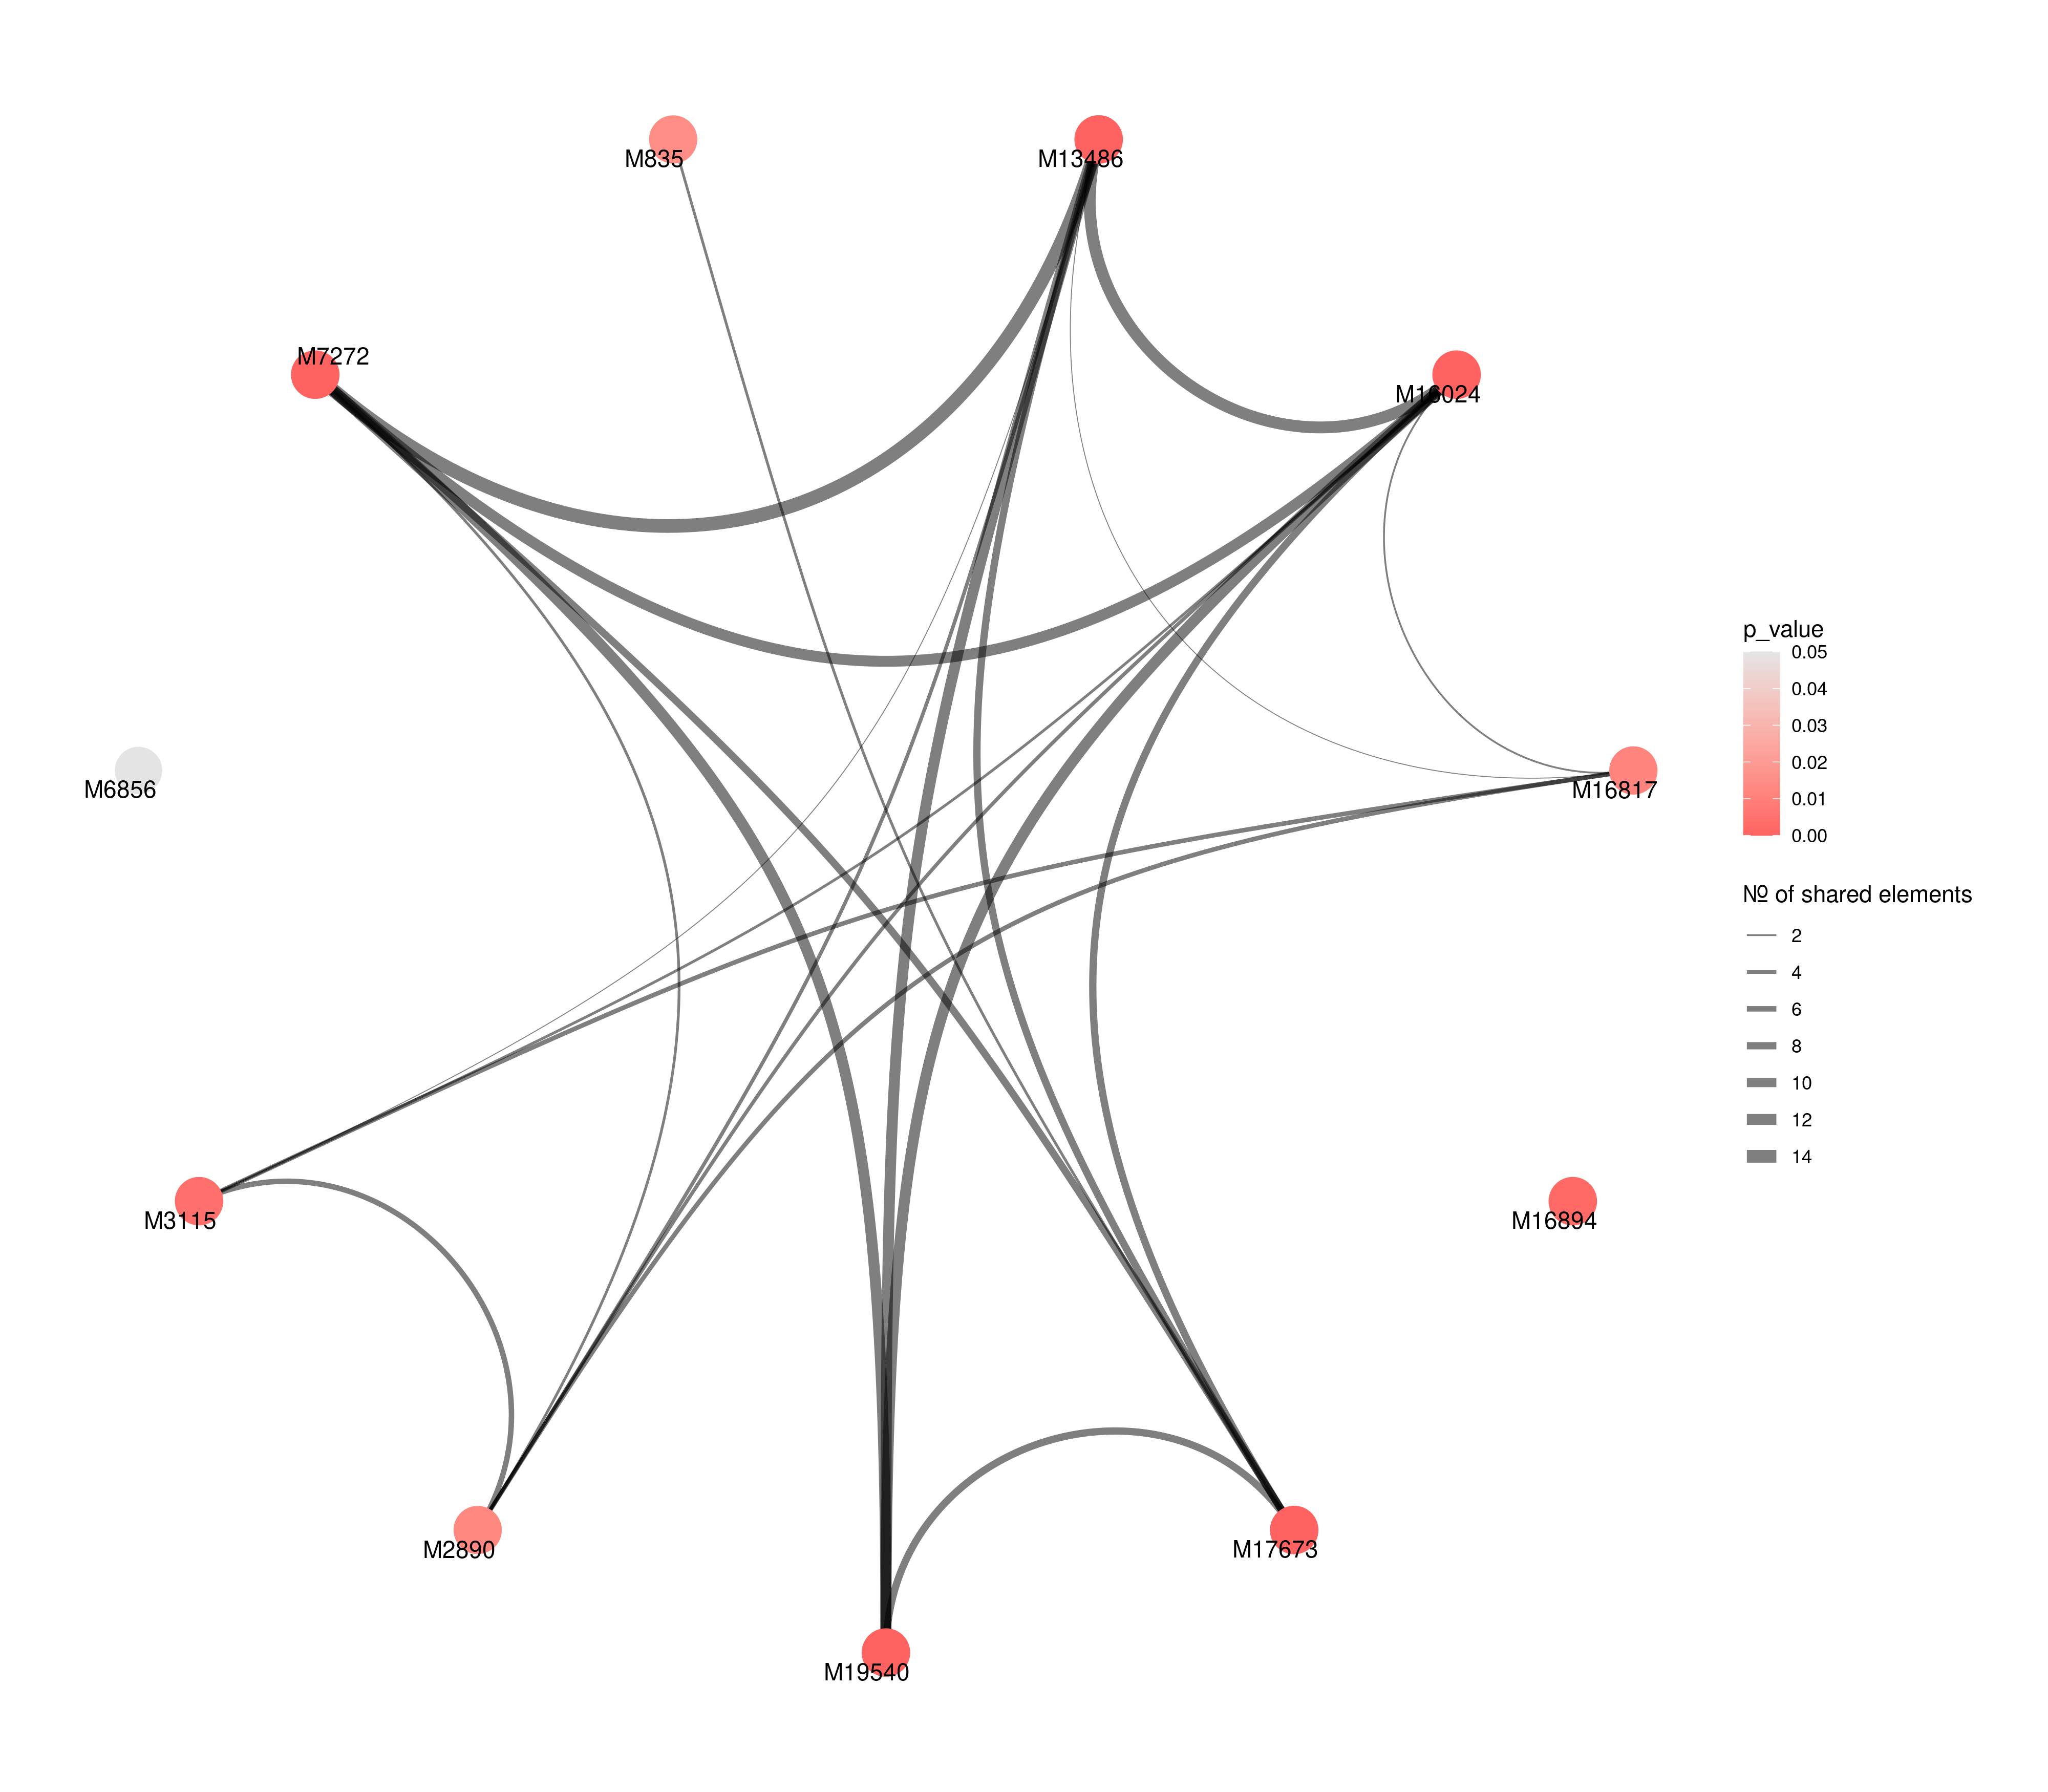 M835
M13486
M7272
M16024
M6856
M16817
M3115
M16894
M2890
M17673
M19540
p_value
0.05
0.04
0.03
0.02
0.01
0.00
№ of shared elements
2
4
6
8
10
12
14